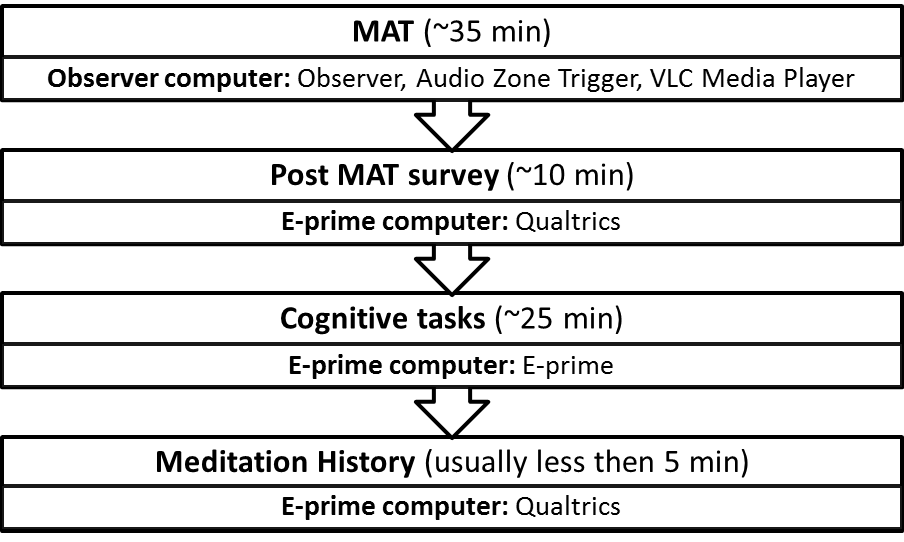 MAT (~35 min)
Observer computer: Observer, Audio Zone Trigger, VLC Media Player
Post MAT survey (~10 min)
E-prime computer: Qualtrics
Cognitive tasks (~25 min)
E-prime computer: E-prime
Meditation History (usually less then 5 min)
E-prime computer: Qualtrics